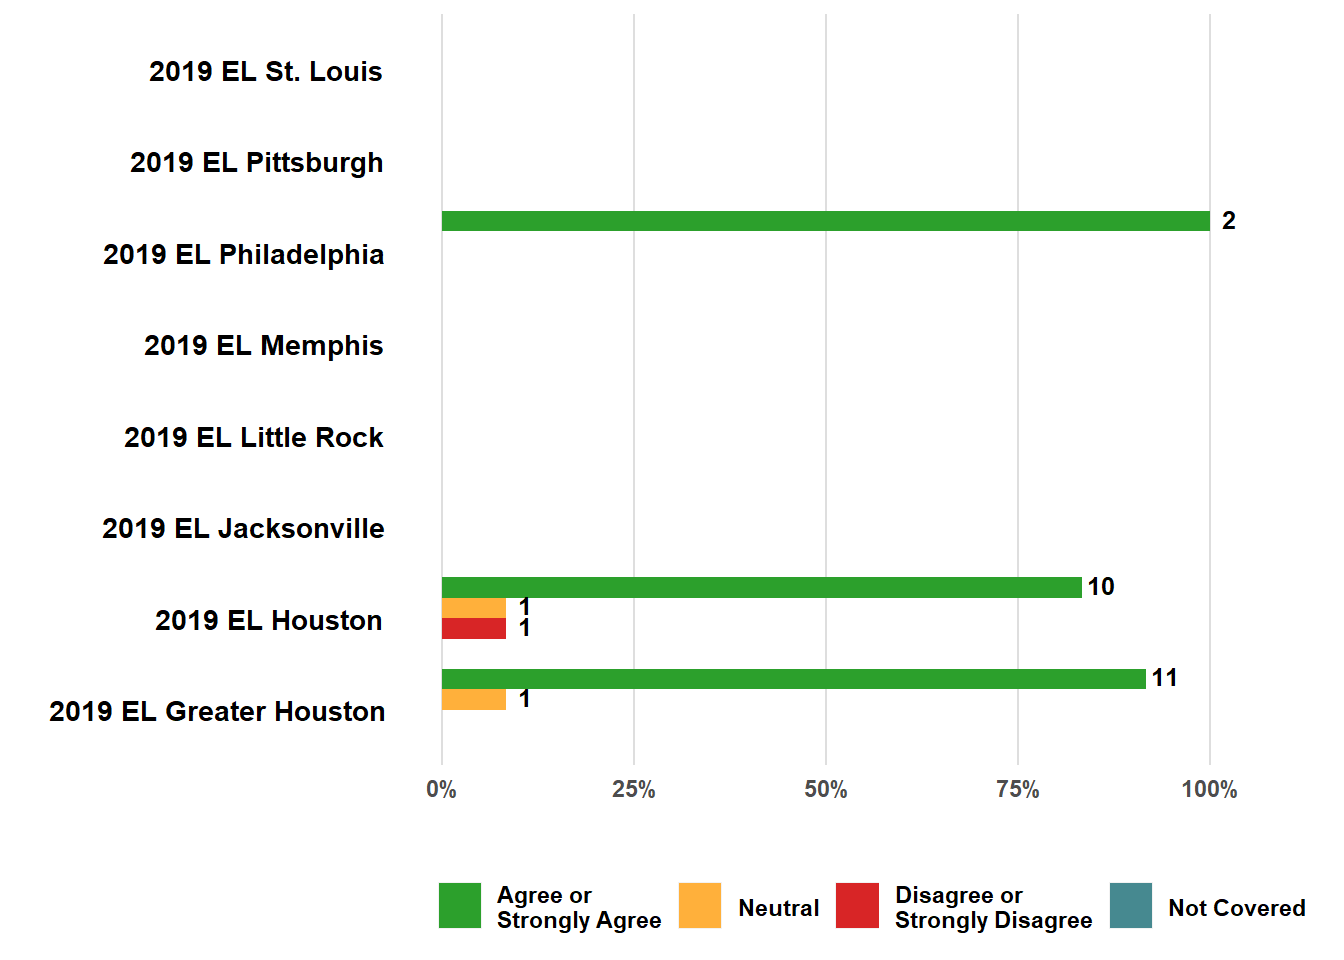 2019 EL St. Louis
2019 EL Pittsburgh
2
2019 EL Philadelphia
2019 EL Memphis
2019 EL Little Rock
2019 EL Jacksonville
10
1
2019 EL Houston
1
11
1
2019 EL Greater Houston
0% 25% 50% 75% 100%
Agree or
Strongly Agree
Neutral
Disagree or
Strongly Disagree
Not Covered